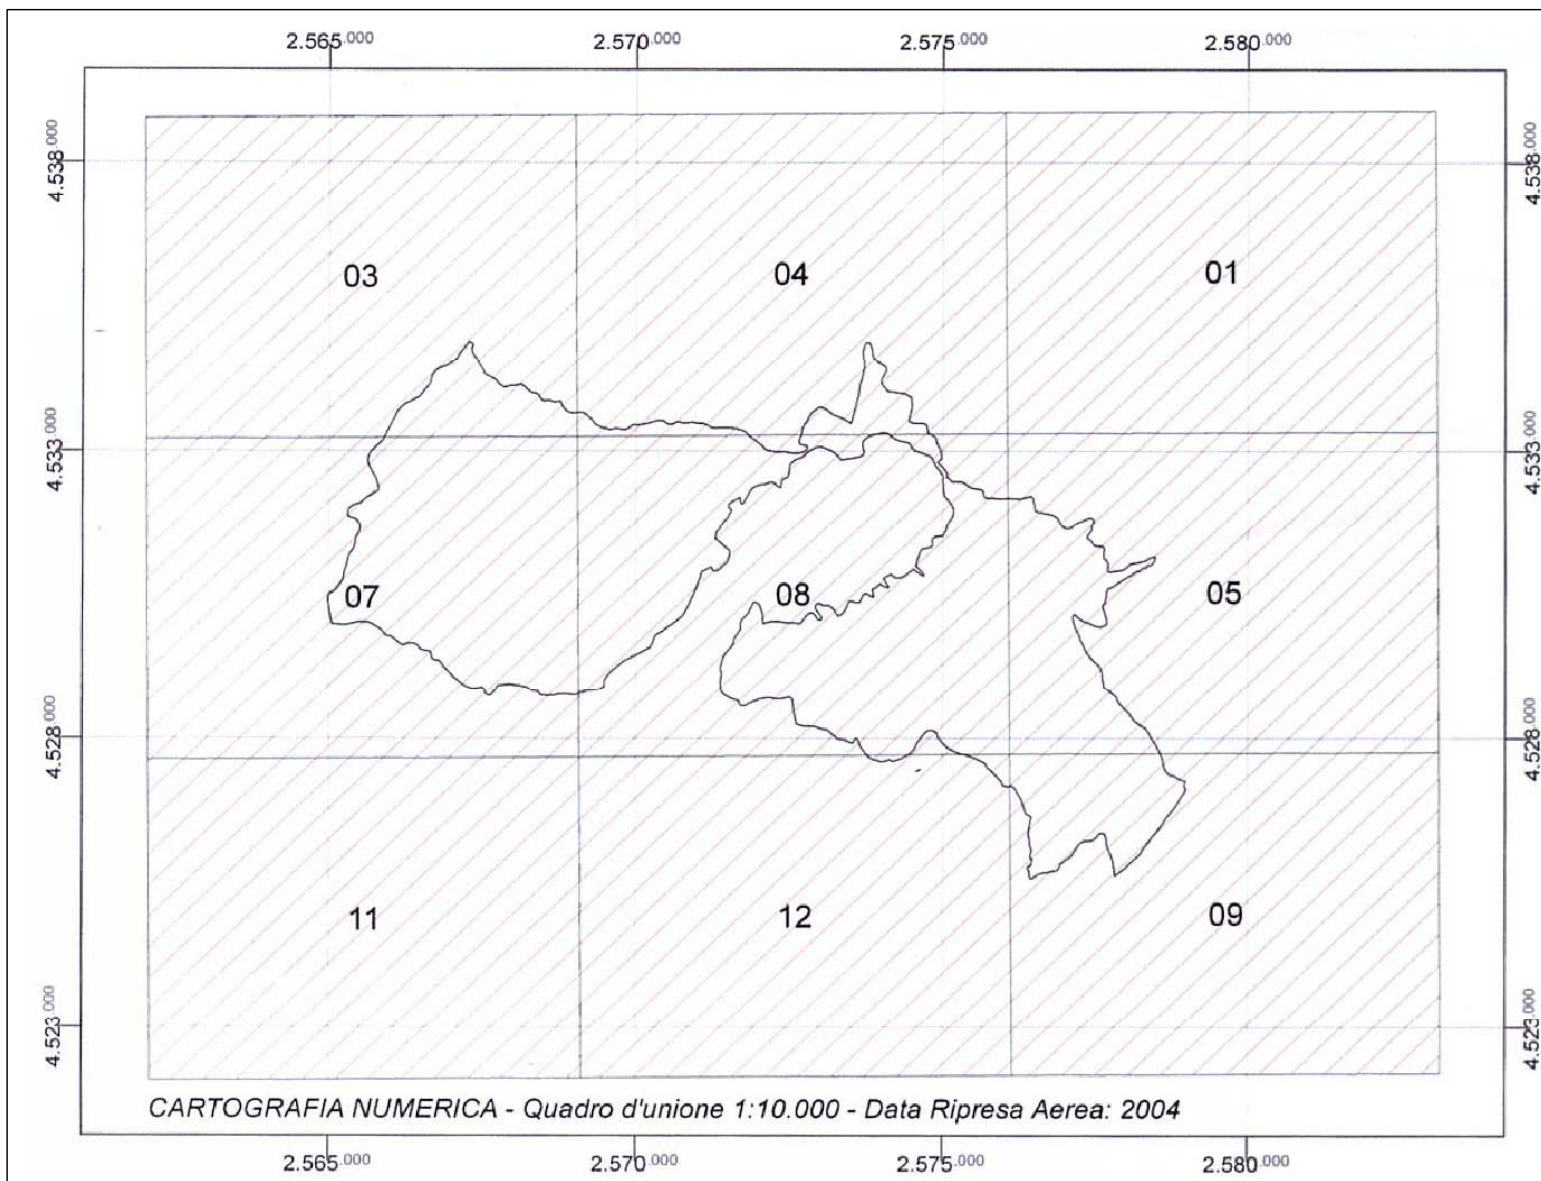 2.565.000 2.570.000 2.575.000 2.580.000
4.538.000 4.538.000
03 04 01
4.533.000 4.533.000
07 08 05
4.528.000 4.528.000
11 12 09
4.523.000 4.523.000
CARTOGRAFIA NUMERICA - Quadro d'unione 1:10.000 - Data Ripresa Aerea: 2004
2.565.000 2.570.000 2.575.000 2.580.000